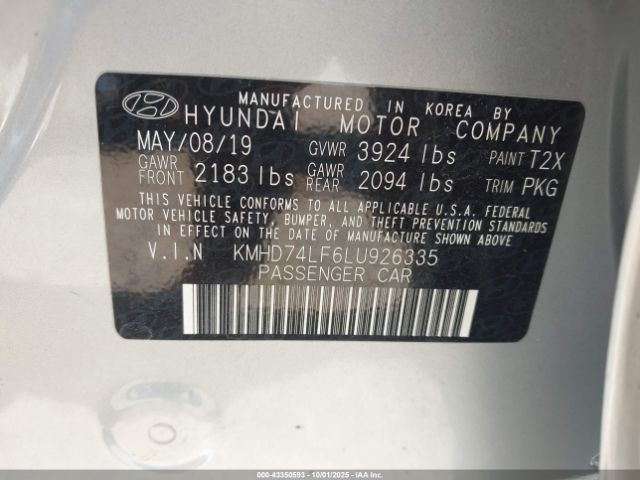 MANUFACTURED IN KOREA BY
HYUNDAI MOTOR COMPANY
MAY/08/19 GVWR 3924 lbs PAINT T2X
GAWR FRONT 2183 lbs GAWR REAR 2094 lbs TRIM PKG
THIS VEHICLE CONFORMS TO ALL APPLICABLE U.S.A. FEDERAL
MOTOR VEHICLE SAFETY, BUMPER, AND THEFT PREVENTION STANDARDS
IN EFFECT ON THE DATE OF MANUFACTURE SHOWN ABOVE.
V.I.N KMHD74LF6LU926335
PASSENGER CAR
000-43350593 - 10/01/2025 - IAAI.COM